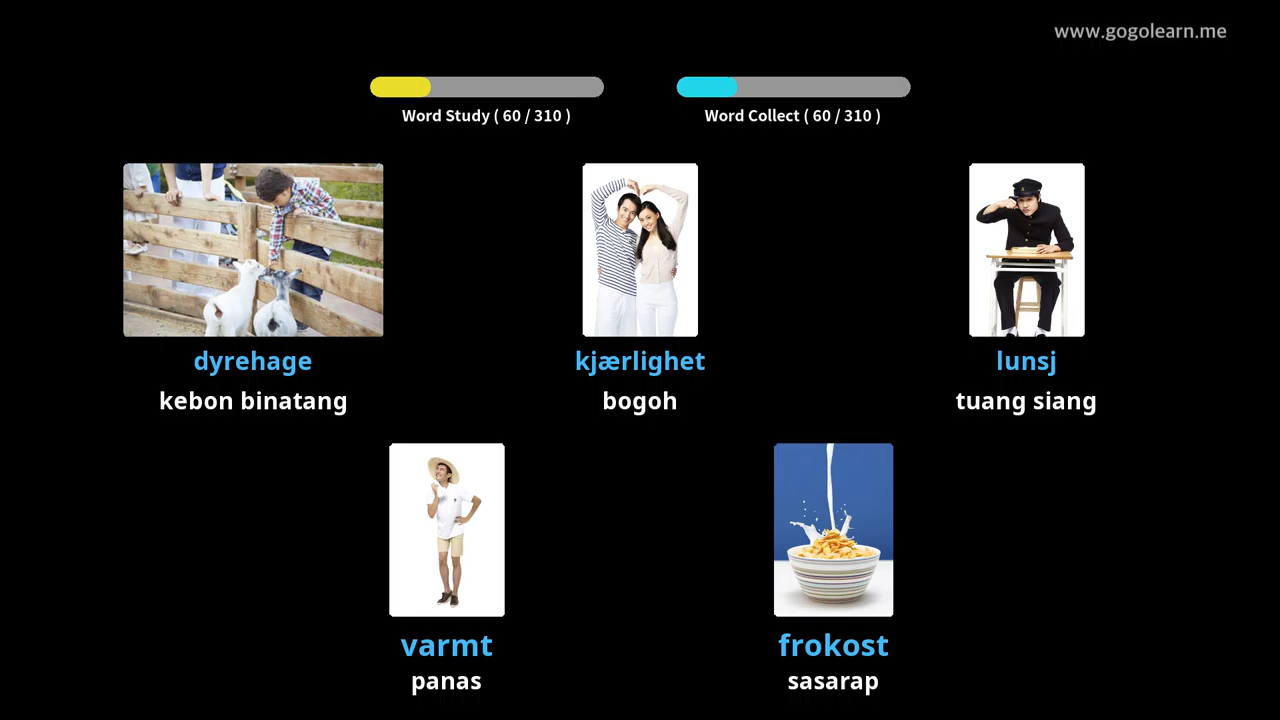 www.gogolearn.me
Word Study ( 60 / 310 )
Word Collect ( 60 / 310 )
dyrehage
kebon binatang
kjærlighet
bogoh
lunsj
tuang siang
varmt
panas
frokost
sasarap